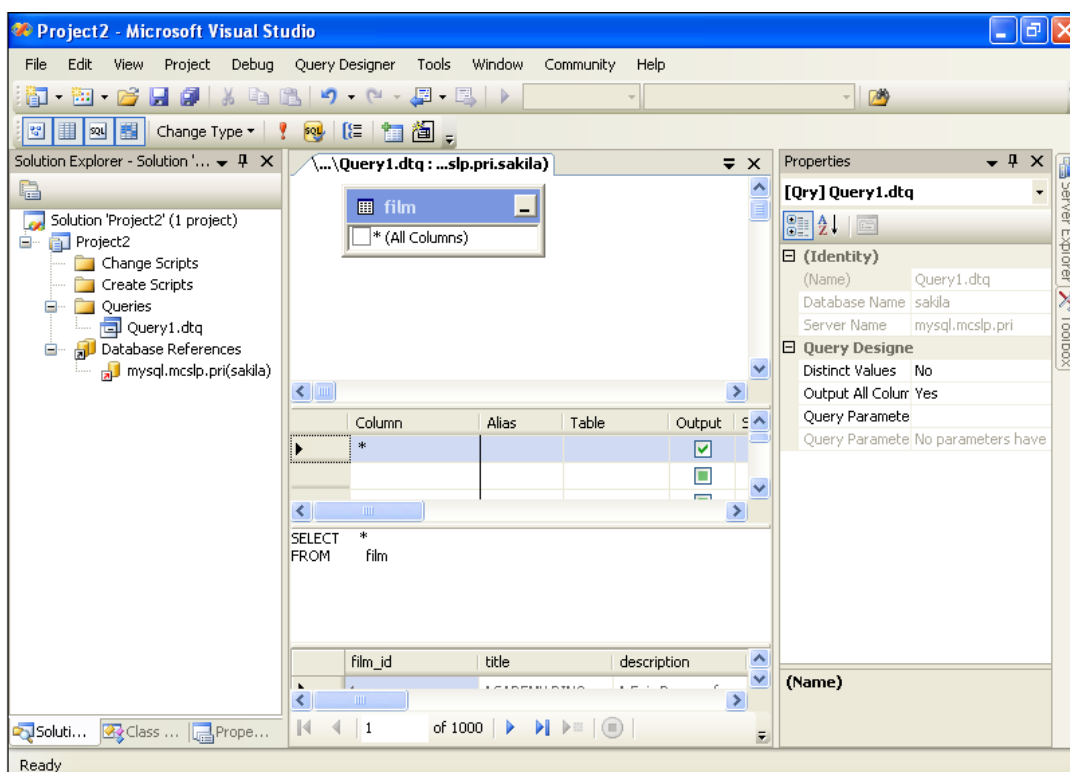 Project2 - Microsoft Visual Studio
File Edit View Project Debug Query Designer Tools Window Community Help
SQL Change Type SQL
Solution Explorer - Solution '...
Solution 'Project2' (1 project)
Project2
Change Scripts
Create Scripts
Queries
Query1.dtq
Database References
mysql.mcslp.pri(sakila)
Soluti... Class ... Prope...
\...\Query1.dtq : ...slp.pri.sakila)
film
* (All Columns)
Column Alias Table Output
*
SELECT *
FROM film
film_id title description
1 of 1000
Properties
[Qry] Query1.dtq
A
Z
(Identity)
(Name) Query1.dtq
Database Name sakila
Server Name mysql.mcslp.pri
Query Designe
Distinct Values No
Output All Colum Yes
Query Paramete
Query Paramete No parameters have
(Name)
Server Explorer
Toolbox
Ready